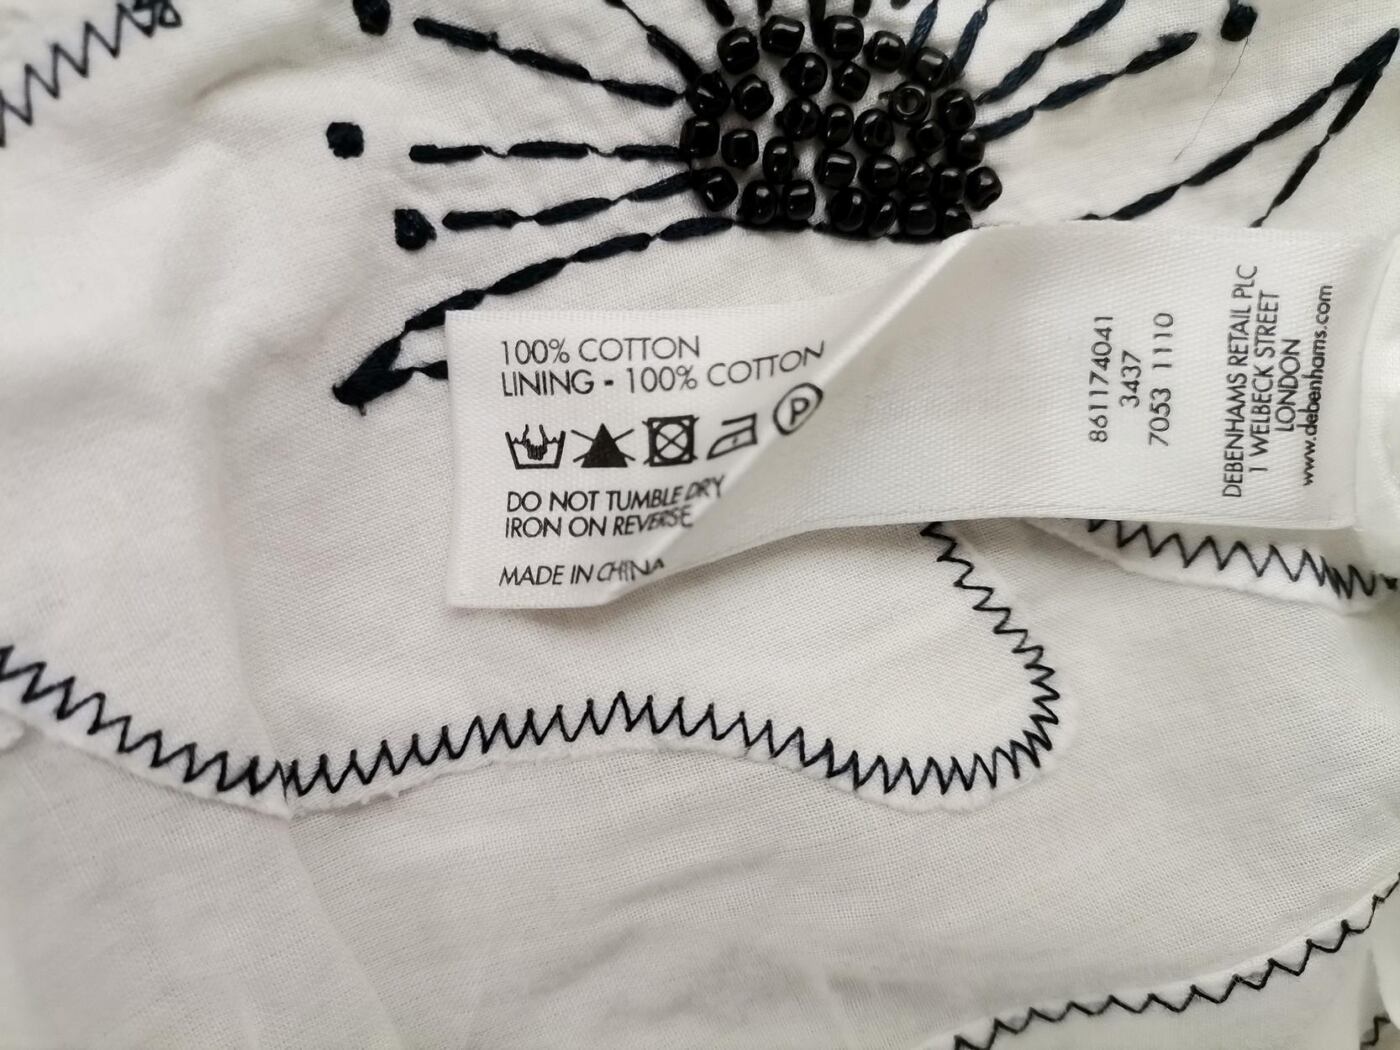 100% COTTON
LINING - 100% COTTON
P
DO NOT TUMBLE DRY
IRON ON REVERSE
MADE IN CHINA
861174041
3437
7053 1110
DEBENHAMS RETAIL PLC
1 WELBECK STREET
LONDON
www.debenhams.com